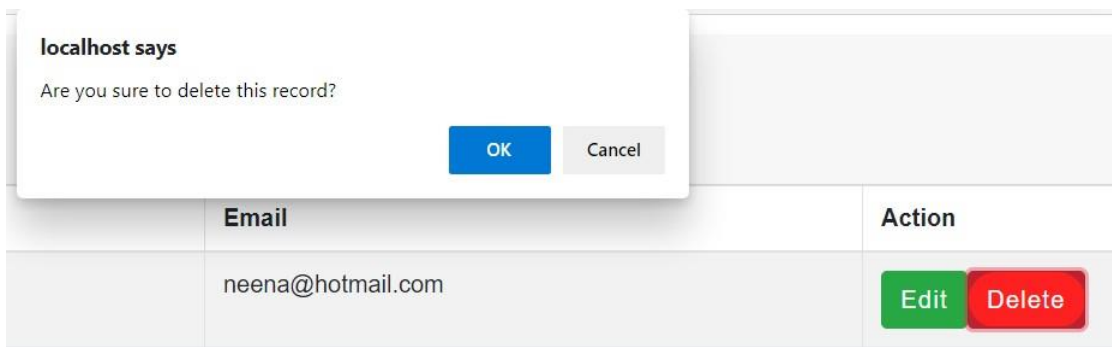 localhost says
Are you sure to delete this record?
OK Cancel
Email Action
neena@hotmail.com Edit Delete